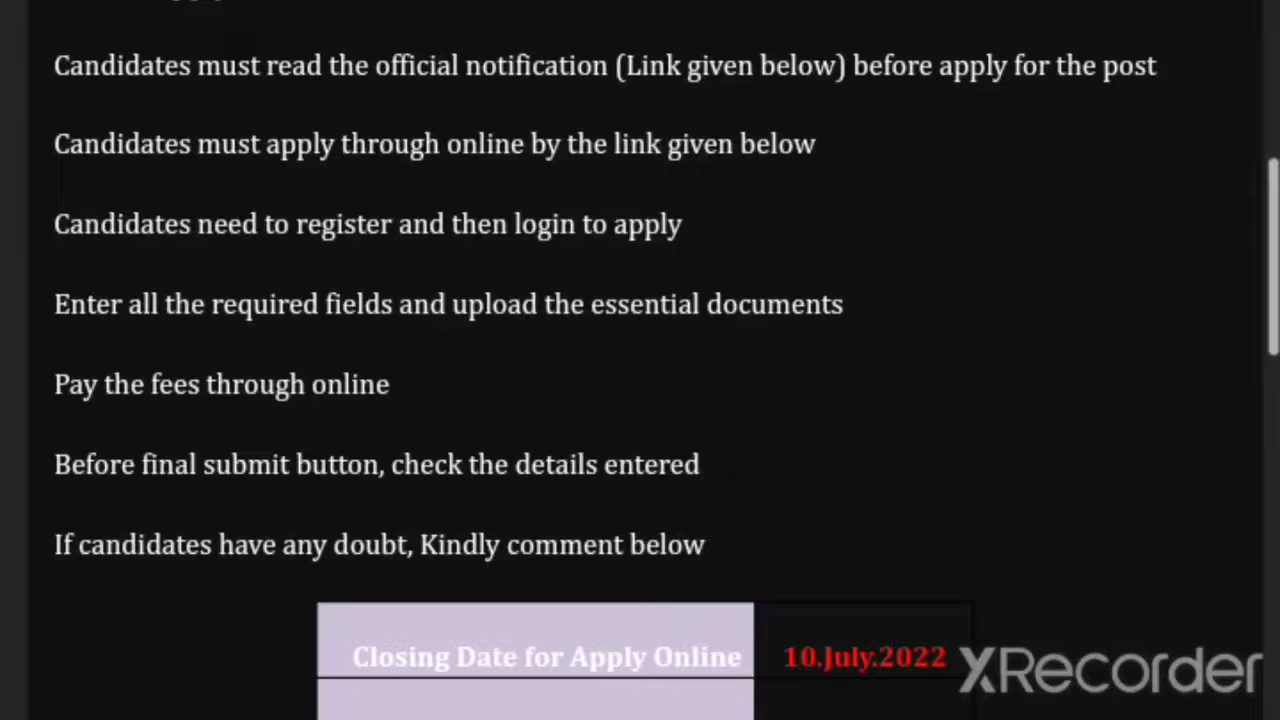 Candidates must read the official notification (Link given below) before apply for the post
Candidates must apply through online by the link given below
Candidates need to register and then login to apply
Enter all the required fields and upload the essential documents
Pay the fees through online
Before final submit button, check the details entered
If candidates have any doubt, Kindly comment below
Closing Date for Apply Online 10.July.2022
XRecorder